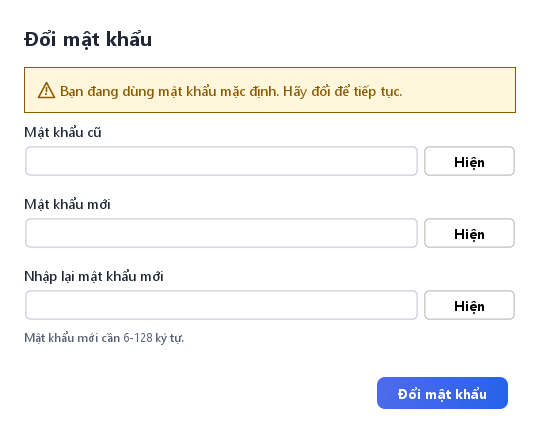 Đổi mật khẩu
⚠ Bạn đang dùng mật khẩu mặc định. Hãy đổi để tiếp tục.
Mật khẩu cũ
Hiện
Mật khẩu mới
Hiện
Nhập lại mật khẩu mới
Hiện
Mật khẩu mới cần 6-128 ký tự.
Đổi mật khẩu